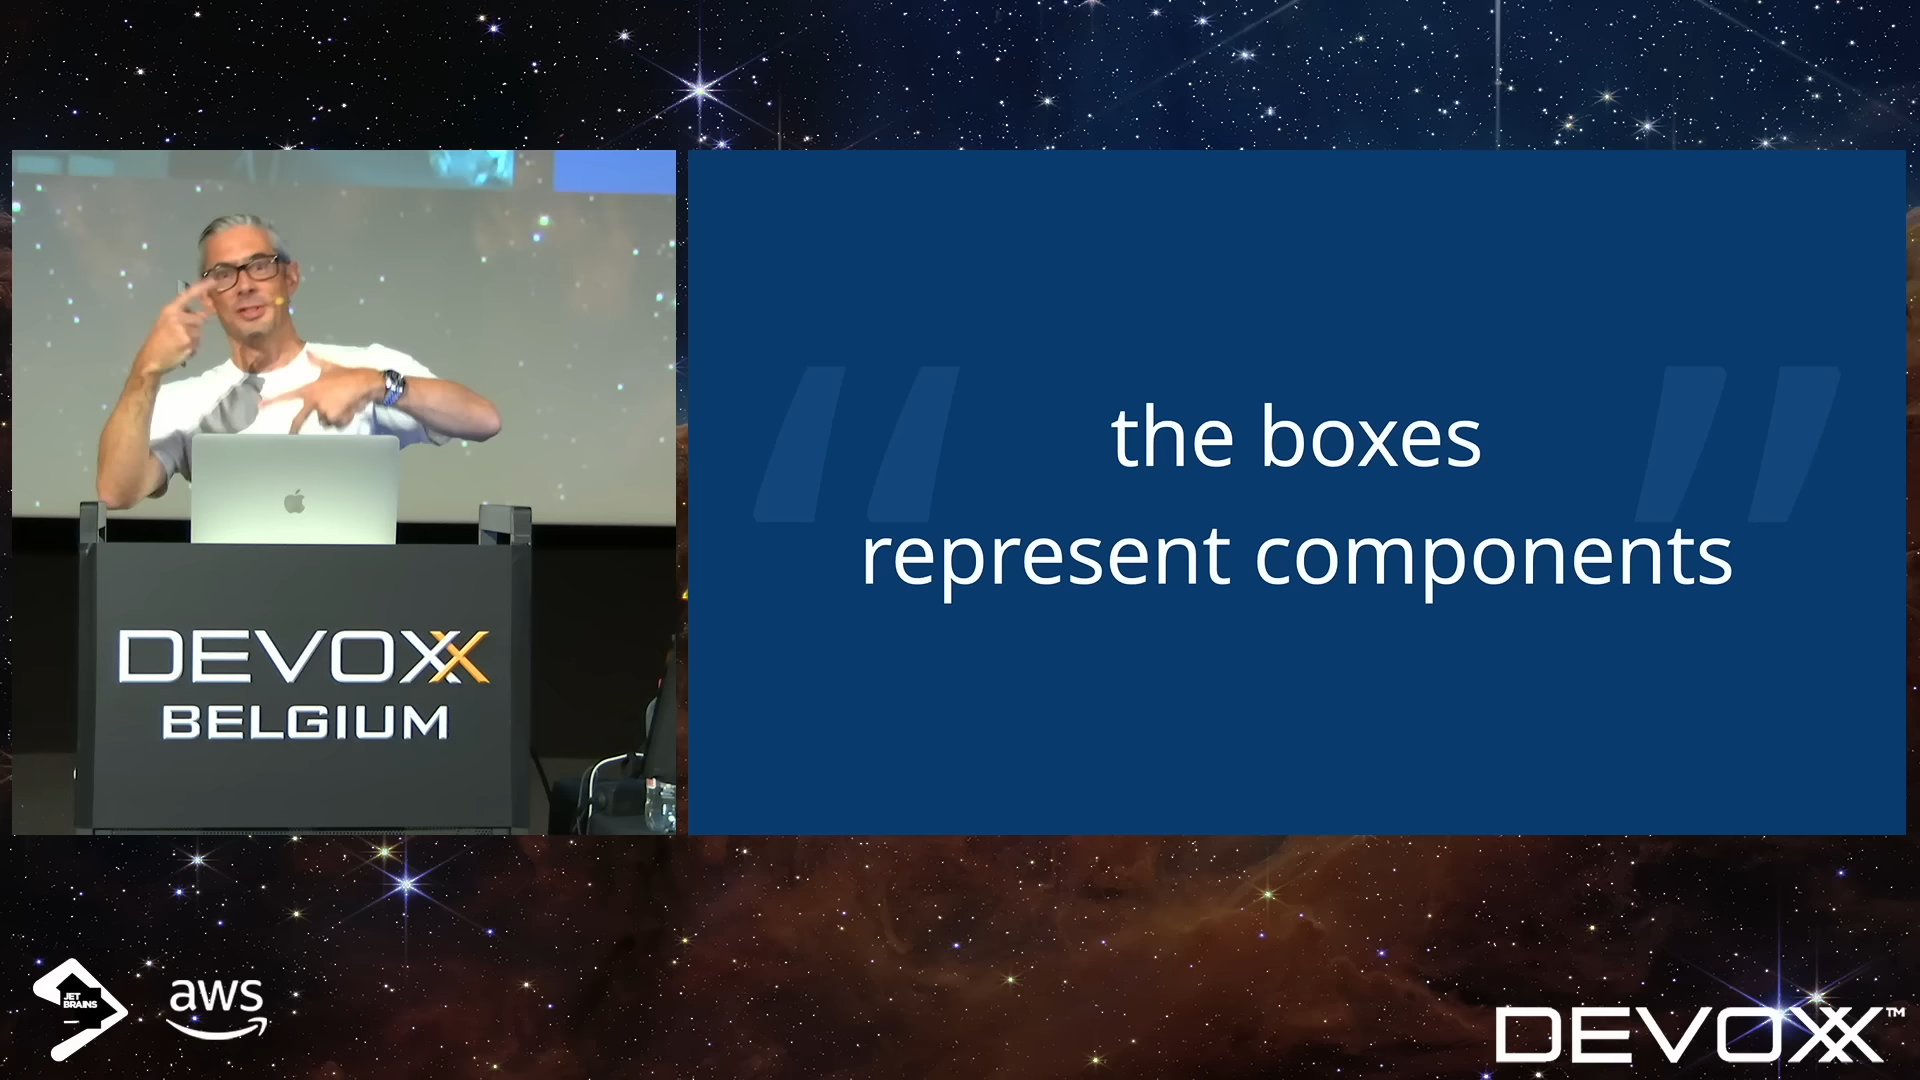 the boxes
represent components
DEVOXX
BELGIUM
JET
BRAINS
aws
DEVOXX™